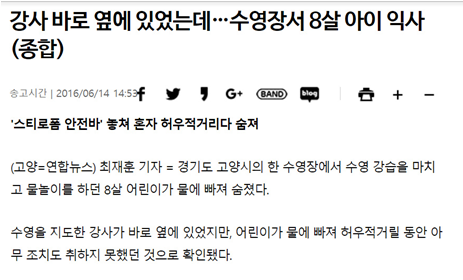 강사 바로 옆에 있었는데…수영장서 8살 아이 익사
(종합)
송고시간 | 2016/06/14 14:53
G+
BAND
blog
'스티로폼 안전바' 놓쳐 혼자 허우적거리다 숨져
(고양=연합뉴스) 최재훈 기자 = 경기도 고양시의 한 수영장에서 수영 강습을 마치
고 물놀이를 하던 8살 어린이가 물에 빠져 숨졌다.
수영을 지도한 강사가 바로 옆에 있었지만, 어린이가 물에 빠져 허우적거릴 동안 아
무 조치도 취하지 못했던 것으로 확인됐다.